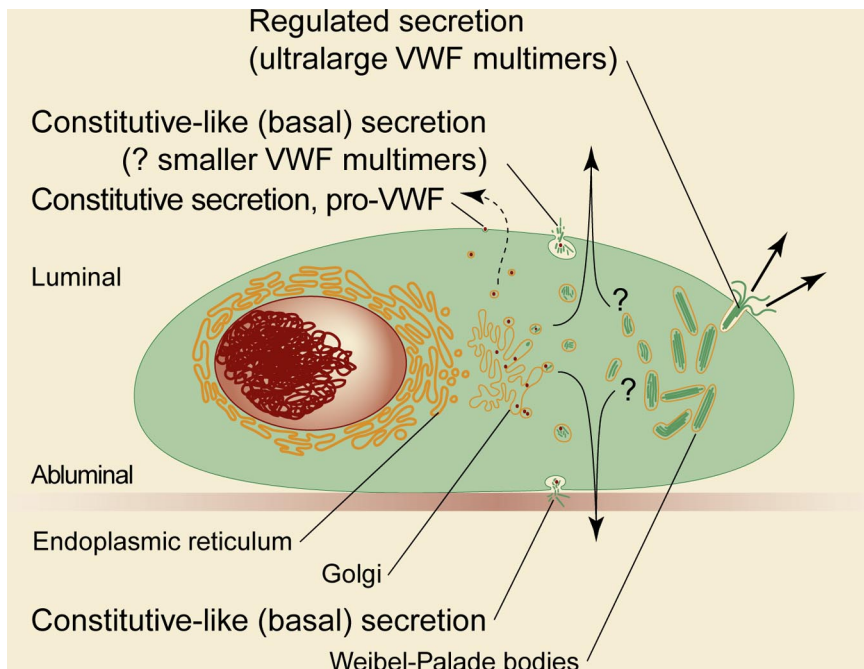 Regulated secretion
(ultralarge VWF multimers)
Constitutive-like (basal) secretion
(? smaller VWF multimers)
Constitutive secretion, pro-VWF
Luminal
?
?
Abluminal
Endoplasmic reticulum
Golgi
Constitutive-like (basal) secretion
Weibel-Palade bodies